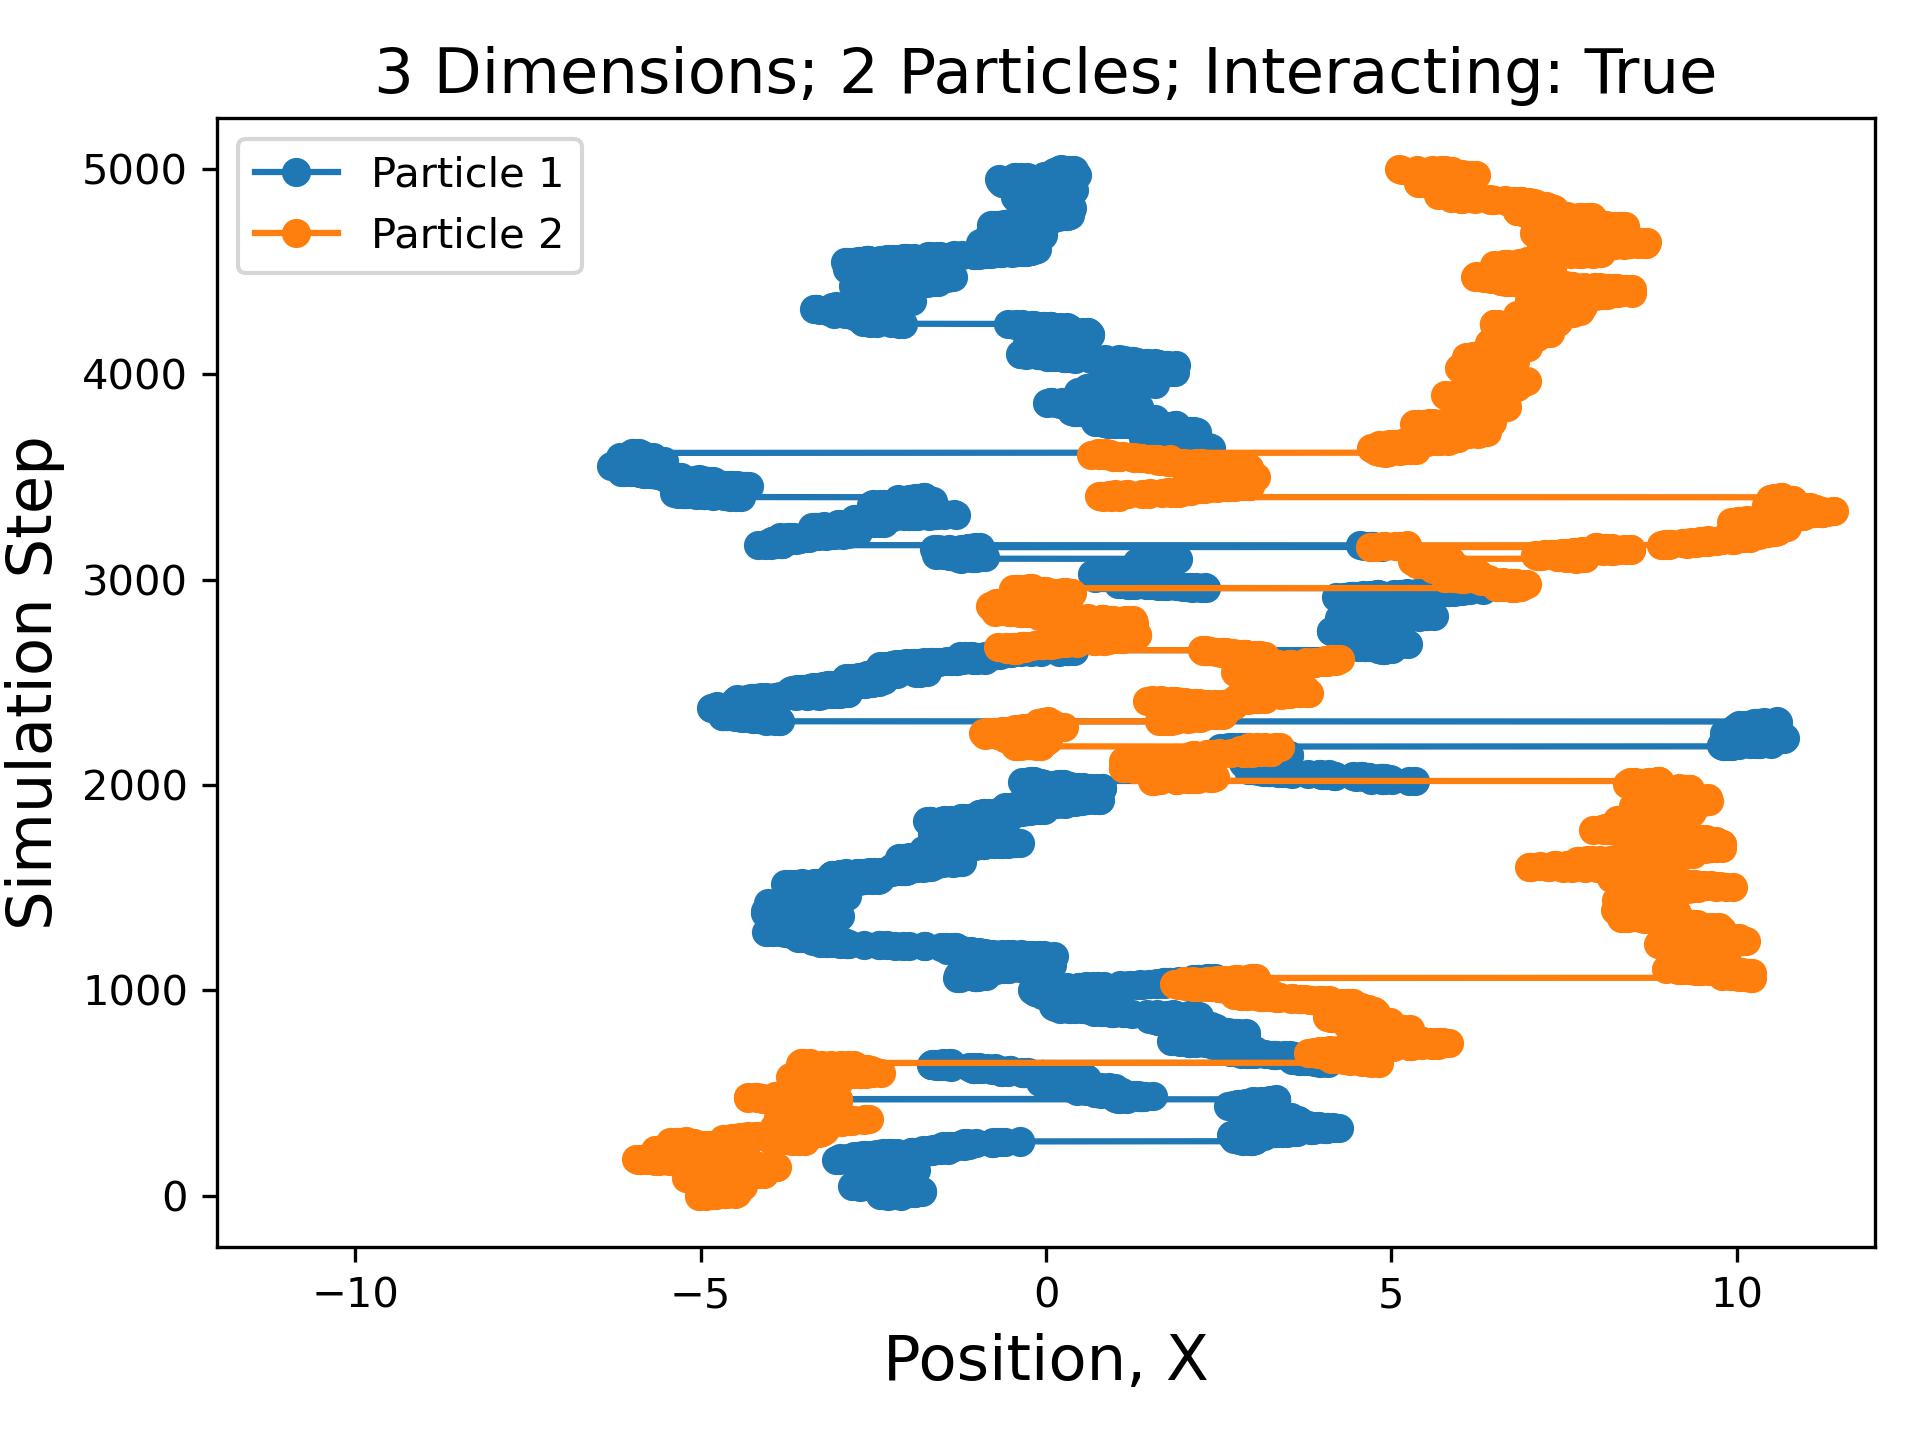 3 Dimensions; 2 Particles; Interacting: True
Particle 1
Particle 2
5000
4000
3000
2000
1000
0
Simulation Step
−10
−5
0
5
10
Position, X